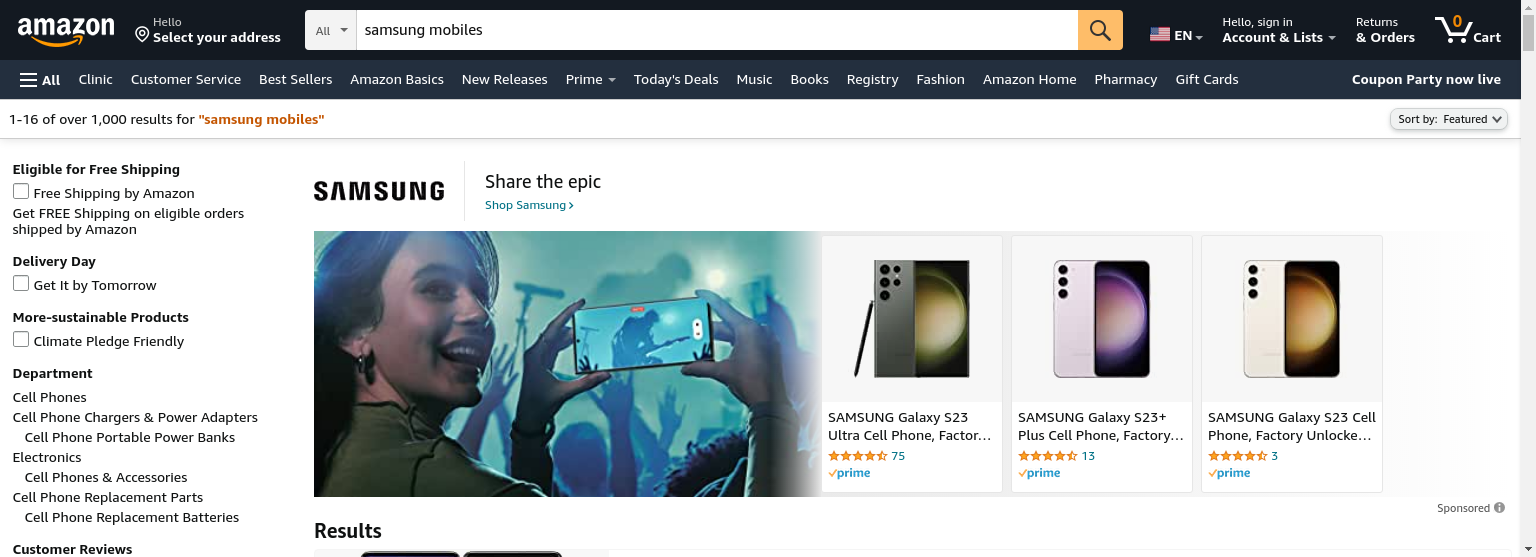 amazon
Hello
Select your address
All
samsung mobiles
EN
Hello, sign in
Account & Lists
Returns
& Orders
0
Cart
All
Clinic
Customer Service
Best Sellers
Amazon Basics
New Releases
Prime
Today's Deals
Music
Books
Registry
Fashion
Amazon Home
Pharmacy
Gift Cards
Coupon Party now live
1-16 of over 1,000 results for "samsung mobiles"
Sort by: Featured
Eligible for Free Shipping
Free Shipping by Amazon
Get FREE Shipping on eligible orders
shipped by Amazon
Delivery Day
Get It by Tomorrow
More-sustainable Products
Climate Pledge Friendly
Department
Cell Phones
Cell Phone Chargers & Power Adapters
Cell Phone Portable Power Banks
Electronics
Cell Phones & Accessories
Cell Phone Replacement Parts
Cell Phone Replacement Batteries
Customer Reviews
SAMSUNG
Share the epic
Shop Samsung ›
SAMSUNG Galaxy S23
Ultra Cell Phone, Factor…
75
prime
SAMSUNG Galaxy S23+
Plus Cell Phone, Factory…
13
prime
SAMSUNG Galaxy S23 Cell
Phone, Factory Unlocke…
3
prime
Sponsored
Results